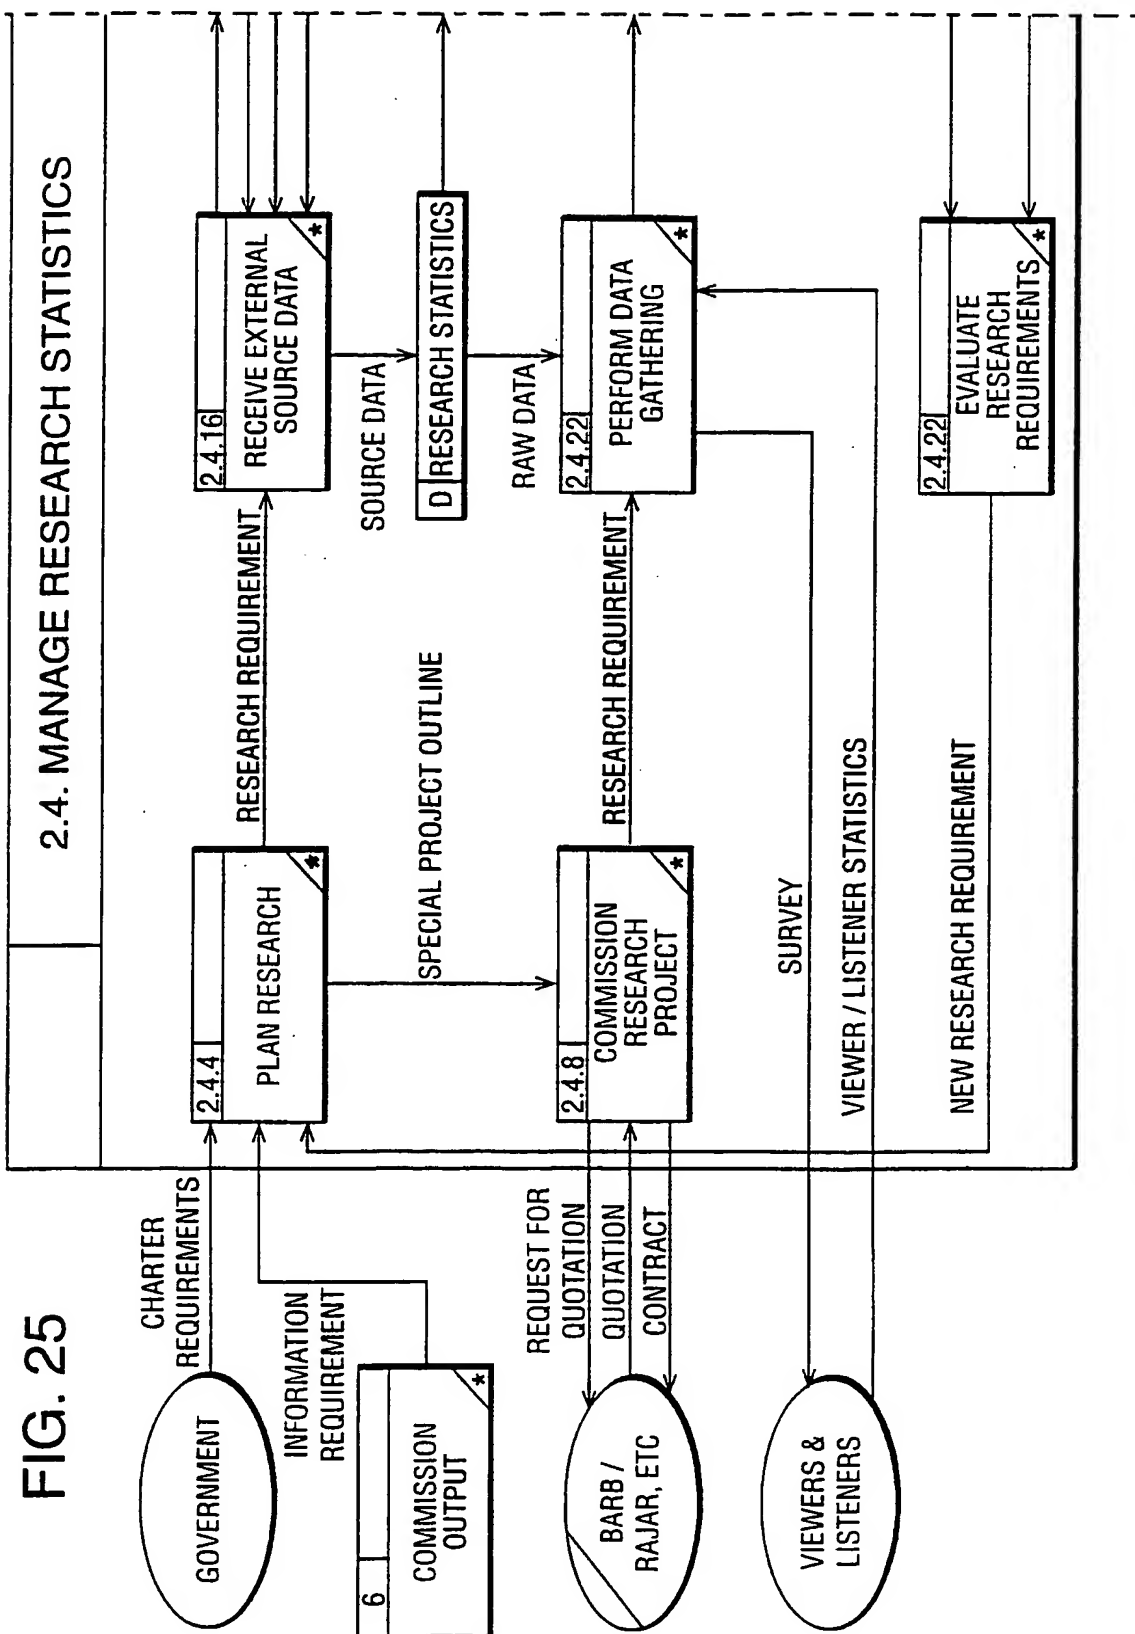 FIG. 25
2.4. MANAGE RESEARCH STATISTICS
GOVERNMENT
CHARTER
REQUIREMENTS
2.4.4
PLAN RESEARCH
*
RESEARCH REQUIREMENT
2.4.16
RECEIVE EXTERNAL
SOURCE DATA
*
INFORMATION
REQUIREMENT
6
COMMISSION
OUTPUT
*
SOURCE DATA
D RESEARCH STATISTICS
SPECIAL PROJECT OUTLINE
RAW DATA
BARB /
RAJAR, ETC
REQUEST FOR
QUOTATION
QUOTATION
CONTRACT
2.4.8
COMMISSION
RESEARCH
PROJECT
*
RESEARCH REQUIREMENT
2.4.22
PERFORM DATA
GATHERING
*
VIEWERS &
LISTENERS
SURVEY
VIEWER / LISTENER STATISTICS
NEW RESEARCH REQUIREMENT
2.4.22
EVALUATE
RESEARCH
REQUIREMENTS
*